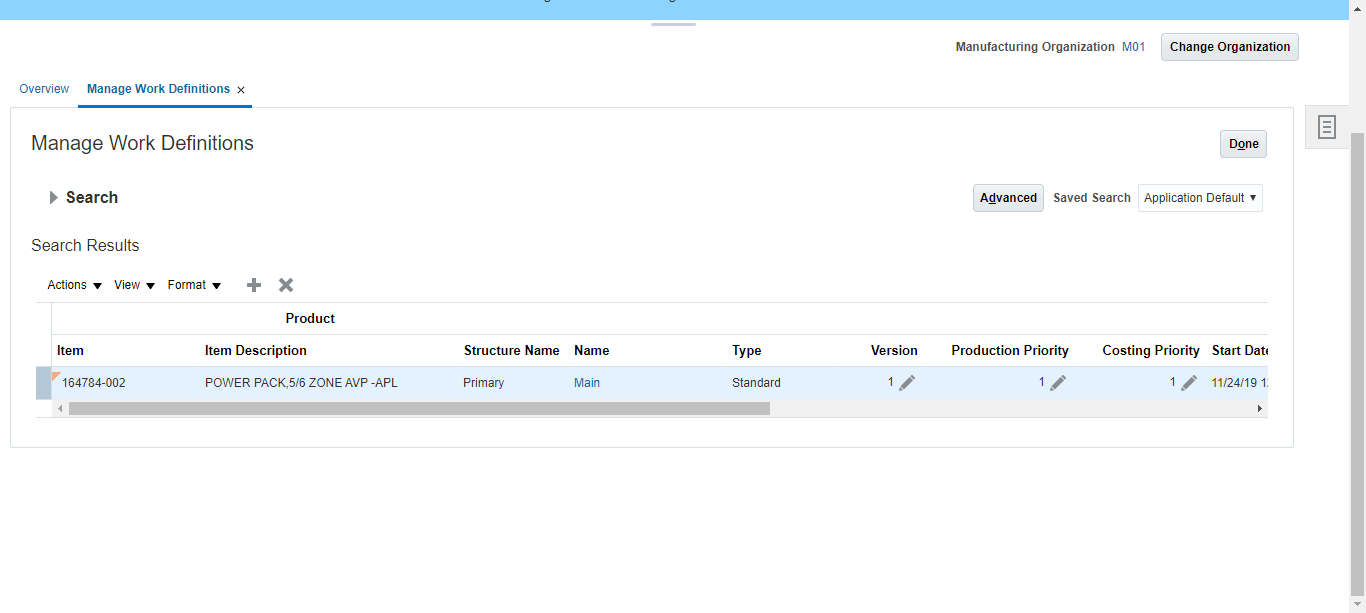 Manufacturing Organization M01 Change Organization
Overview Manage Work Definitions ×
Manage Work Definitions Done
Search Advanced Saved Search Application Default
Search Results
Actions View Format
Product
Item Item Description Structure Name Name Type Version Production Priority Costing Priority Start Date
164784-002 POWER PACK,5/6 ZONE AVP -APL Primary Main Standard 1 1 1 11/24/19